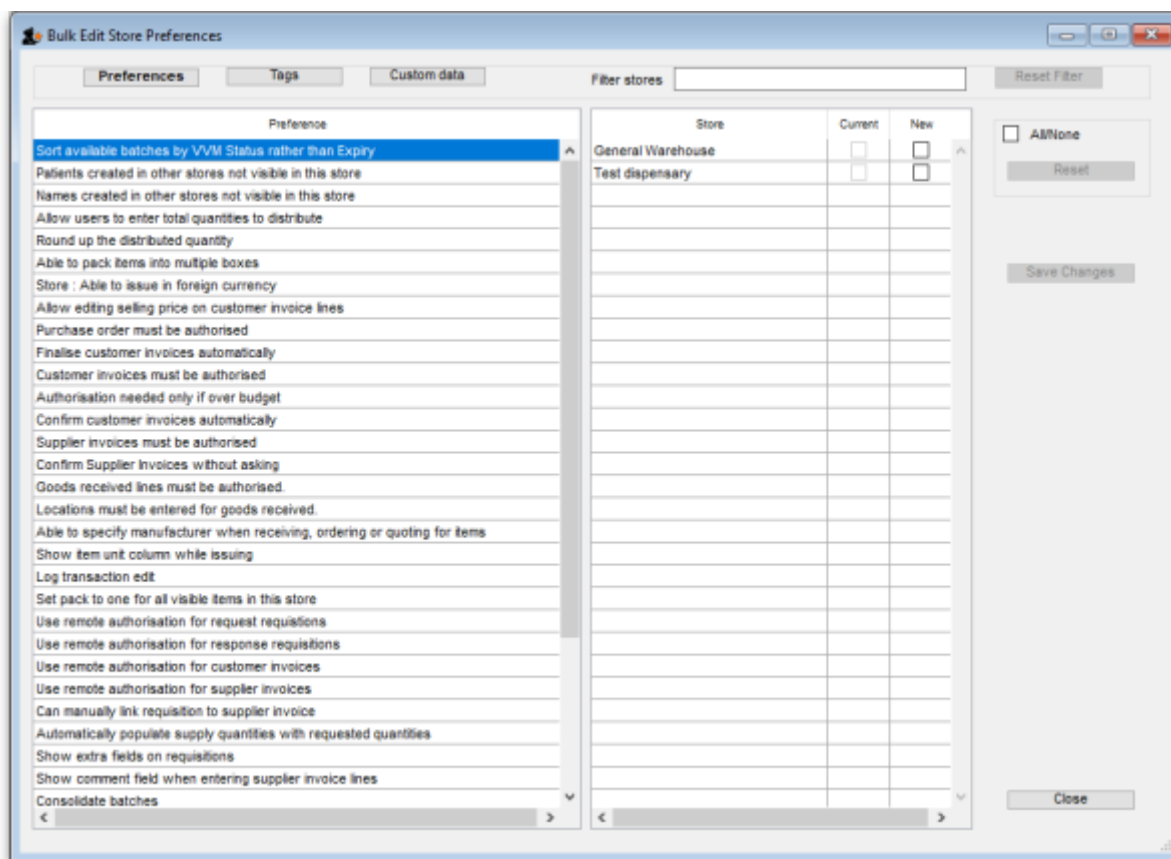 Bulk Edit Store Preferences
Preferences Tags Custom data Filter stores Reset Filter
Preference
Sort available batches by VVM Status rather than Expiry
Patients created in other stores not visible in this store
Names created in other stores not visible in this store
Allow users to enter total quantities to distribute
Round up the distributed quantity
Able to pack items into multiple boxes
Store : Able to issue in foreign currency
Allow editing selling price on customer invoice lines
Purchase order must be authorised
Finalise customer invoices automatically
Customer invoices must be authorised
Authorisation needed only if over budget
Confirm customer invoices automatically
Supplier invoices must be authorised
Confirm Supplier Invoices without asking
Goods received lines must be authorised.
Locations must be entered for goods received.
Able to specify manufacturer when receiving, ordering or quoting for items
Show item unit column while issuing
Log transaction edit
Set pack to one for all visible items in this store
Use remote authorisation for request requistions
Use remote authorisation for response requisitions
Use remote authorisation for customer invoices
Use remote authorisation for supplier invoices
Can manually link requisition to supplier invoice
Automatically populate supply quantities with requested quantities
Show extra fields on requisitions
Show comment field when entering supplier invoice lines
Consolidate batches
Store Current New
General Warehouse
Test dispensary
All/None
Reset
Save Changes
Close